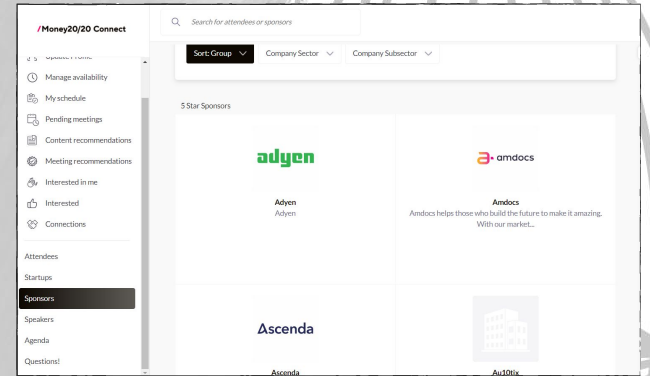 /Money20/20 Connect
Search for attendees or sponsors
Update Profile
Manage availability
My schedule
Pending meetings
Content recommendations
Meeting recommendations
Interested in me
Interested
Connections
Attendees
Startups
Sponsors
Speakers
Agenda
Questions!
Sort: Group
Company Sector
Company Subsector
5 Star Sponsors
adyen
Adyen
Adyen
a. amdocs
Amdocs
Amdocs helps those who build the future to make it amazing.
With our market...
Ascenda
Ascenda
Au10tix_